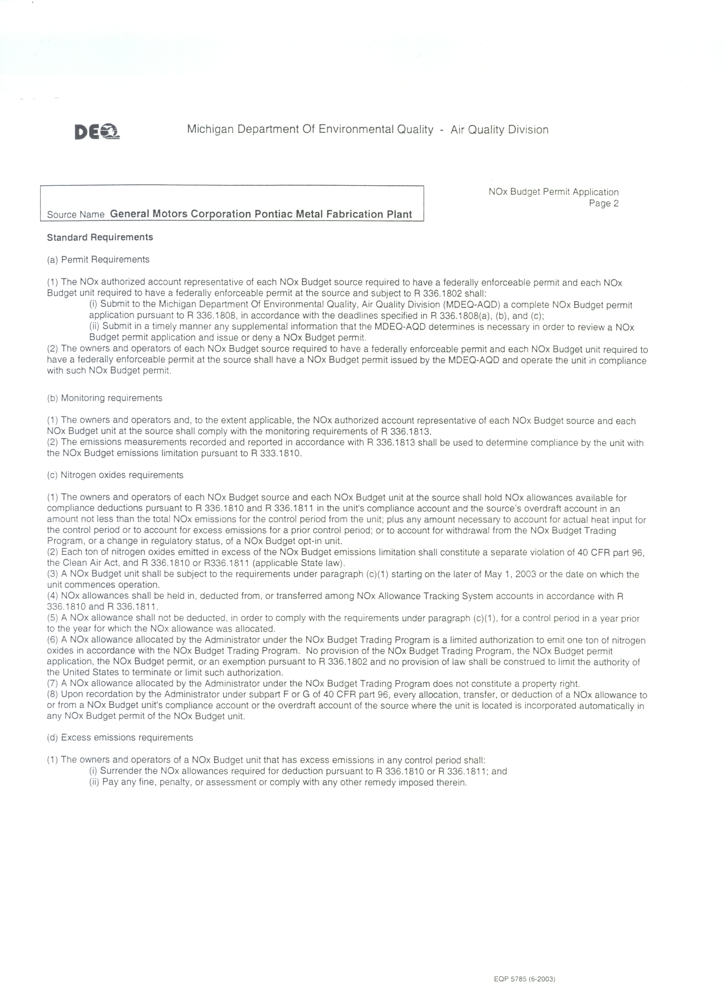 DEQ
Michigan Department Of Environmental Quality - Air Quality Division
NOx Budget Permit Application
Page 2
Source Name General Motors Corporation Pontiac Metal Fabrication Plant
Standard Requirements
(a) Permit Requirements
(1) The NOx authorized account representative of each NOx Budget source required to have a federally enforceable permit and each NOx
Budget unit required to have a federally enforceable permit at the source and subject to R 336.1802 shall:
(i) Submit to the Michigan Department Of Environmental Quality, Air Quality Division (MDEQ-AQD) a complete NOx Budget permit
application pursuant to R 336.1808, in accordance with the deadlines specified in R 336.1808(a), (b), and (c);
(ii) Submit in a timely manner any supplemental information that the MDEQ-AQD determines is necessary in order to review a NOx
Budget permit application and issue or deny a NOx Budget permit.
(2) The owners and operators of each NOx Budget source required to have a federally enforceable permit and each NOx Budget unit required to
have a federally enforceable permit at the source shall have a NOx Budget permit issued by the MDEQ-AQD and operate the unit in compliance
with such NOx Budget permit.
(b) Monitoring requirements
(1) The owners and operators and, to the extent applicable, the NOx authorized account representative of each NOx Budget source and each
NOx Budget unit at the source shall comply with the monitoring requirements of R 336.1813.
(2) The emissions measurements recorded and reported in accordance with R 336.1813 shall be used to determine compliance by the unit with
the NOx Budget emissions limitation pursuant to R 333.1810.
(c) Nitrogen oxides requirements
(1) The owners and operators of each NOx Budget source and each NOx Budget unit at the source shall hold NOx allowances available for
compliance deductions pursuant to R 336.1810 and R 336.1811 in the unit's compliance account and the source's overdraft account in an
amount not less than the total NOx emissions for the control period from the unit; plus any amount necessary to account for actual heat input for
the control period or to account for excess emissions for a prior control period; or to account for withdrawal from the NOx Budget Trading
Program, or a change in regulatory status, of a NOx Budget opt-in unit.
(2) Each ton of nitrogen oxides emitted in excess of the NOx Budget emissions limitation shall constitute a separate violation of 40 CFR part 96,
the Clean Air Act, and R 336.1810 or R336.1811 (applicable State law).
(3) A NOx Budget unit shall be subject to the requirements under paragraph (c)(1) starting on the later of May 1, 2003 or the date on which the
unit commences operation.
(4) NOx allowances shall be held in, deducted from, or transferred among NOx Allowance Tracking System accounts in accordance with R
336.1810 and R 336.1811.
(5) A NOx allowance shall not be deducted, in order to comply with the requirements under paragraph (c)(1), for a control period in a year prior
to the year for which the NOx allowance was allocated.
(6) A NOx allowance allocated by the Administrator under the NOx Budget Trading Program is a limited authorization to emit one ton of nitrogen
oxides in accordance with the NOx Budget Trading Program. No provision of the NOx Budget Trading Program, the NOx Budget permit
application, the NOx Budget permit, or an exemption pursuant to R 336.1802 and no provision of law shall be construed to limit the authority of
the United States to terminate or limit such authorization.
(7) A NOx allowance allocated by the Administrator under the NOx Budget Trading Program does not constitute a property right.
(8) Upon recordation by the Administrator under subpart F or G of 40 CFR part 96, every allocation, transfer, or deduction of a NOx allowance to
or from a NOx Budget unit's compliance account or the overdraft account of the source where the unit is located is incorporated automatically in
any NOx Budget permit of the NOx Budget unit.
(d) Excess emissions requirements
(1) The owners and operators of a NOx Budget unit that has excess emissions in any control period shall:
(i) Surrender the NOx allowances required for deduction pursuant to R 336.1810 or R 336.1811; and
(ii) Pay any fine, penalty, or assessment or comply with any other remedy imposed therein.
EQP 5785 (6-2003)